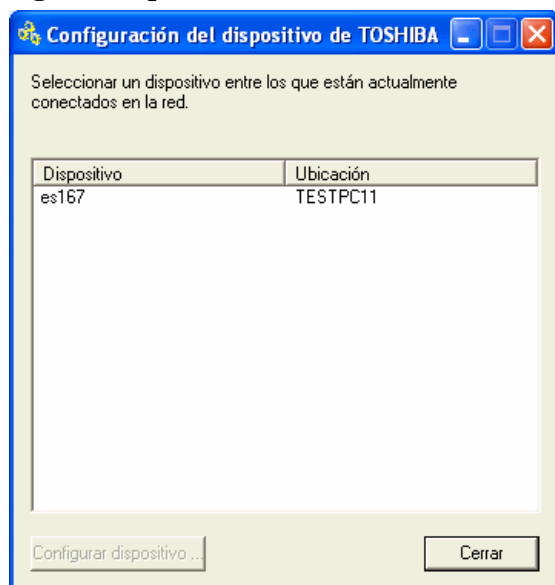 Configuración del dispositivo de TOSHIBA
Seleccionar un dispositivo entre los que están actualmente
conectados en la red.
Dispositivo Ubicación
es167 TESTPC11
Configurar dispositivo ... Cerrar